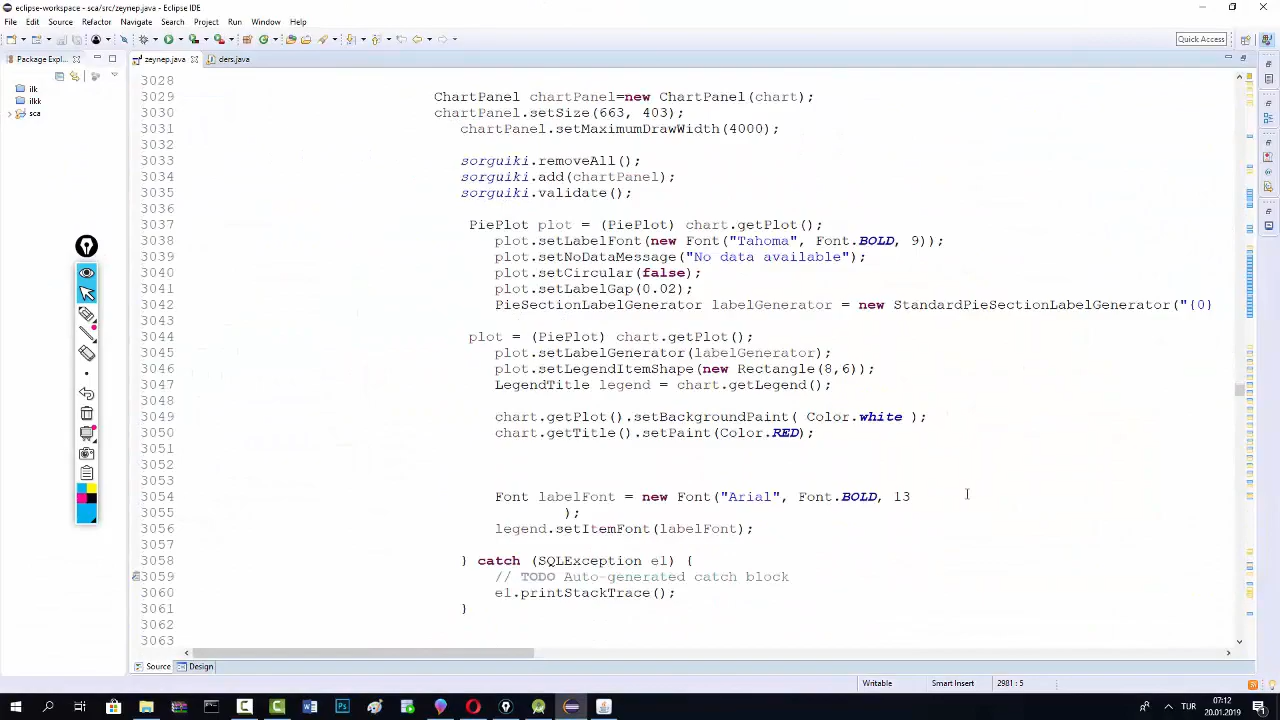 eclipse-workspace - sca/src/zeynep.java - Eclipse IDE
File Edit Source Refactor Navigate Search Project Run Window Help
Quick Access
Package Expl...
zeynep.java
ders.java
ilk
ilkk
sca
3028
3029 ChartPanel chartPanel=new ChartPanel(chart);
3030 chartPanel.setSize(663, 403);
3031 chartPanel.setMaximumDrawWidth(4000);
3032
3033 sorguiki.removeAll();
3034 sorguiki.add(chartPanel);
3035 sorguiki.validate();
3036
3037 PiePlot plot = (PiePlot) chart.getPlot();
3038 plot.setLabelFont(new Font("Tahoma", Font.BOLD, 9));
3039 plot.setNoDataMessage("No data available");
3040 plot.setCircular(false);
3041 plot.setLabelGap(0.02);
3042 PieSectionLabelGenerator labelGenerator = new StandardPieSectionLabelGenerator("{0}
3043
3044 plot = (PiePlot) chart.getPlot();
3045 plot.setLabelGenerator(labelGenerator);
3046 plot.setLegendItemShape(new Rectangle(8,6));
3047 LegendTitle legend = chart.getLegend();
3048
3049 chart.setPlot().setBackgroundPaint( Color.white );
3050 chart.setTitle().setPaint(Color.RED);
3051
3052
3053
3054 Font labelFont = new Font("Arial", Font.BOLD, 13
3055 );
3056 legend.setItemFont(labelFont);
3057
3058 } catch (SQLException e1) {
3059 // TODO Auto-generated catch block
3060 e1.printStackTrace();
3061 }
3062
3063
Source Design
Writable Smart Insert 2981 : 5
TUR
07:12
20.01.2019